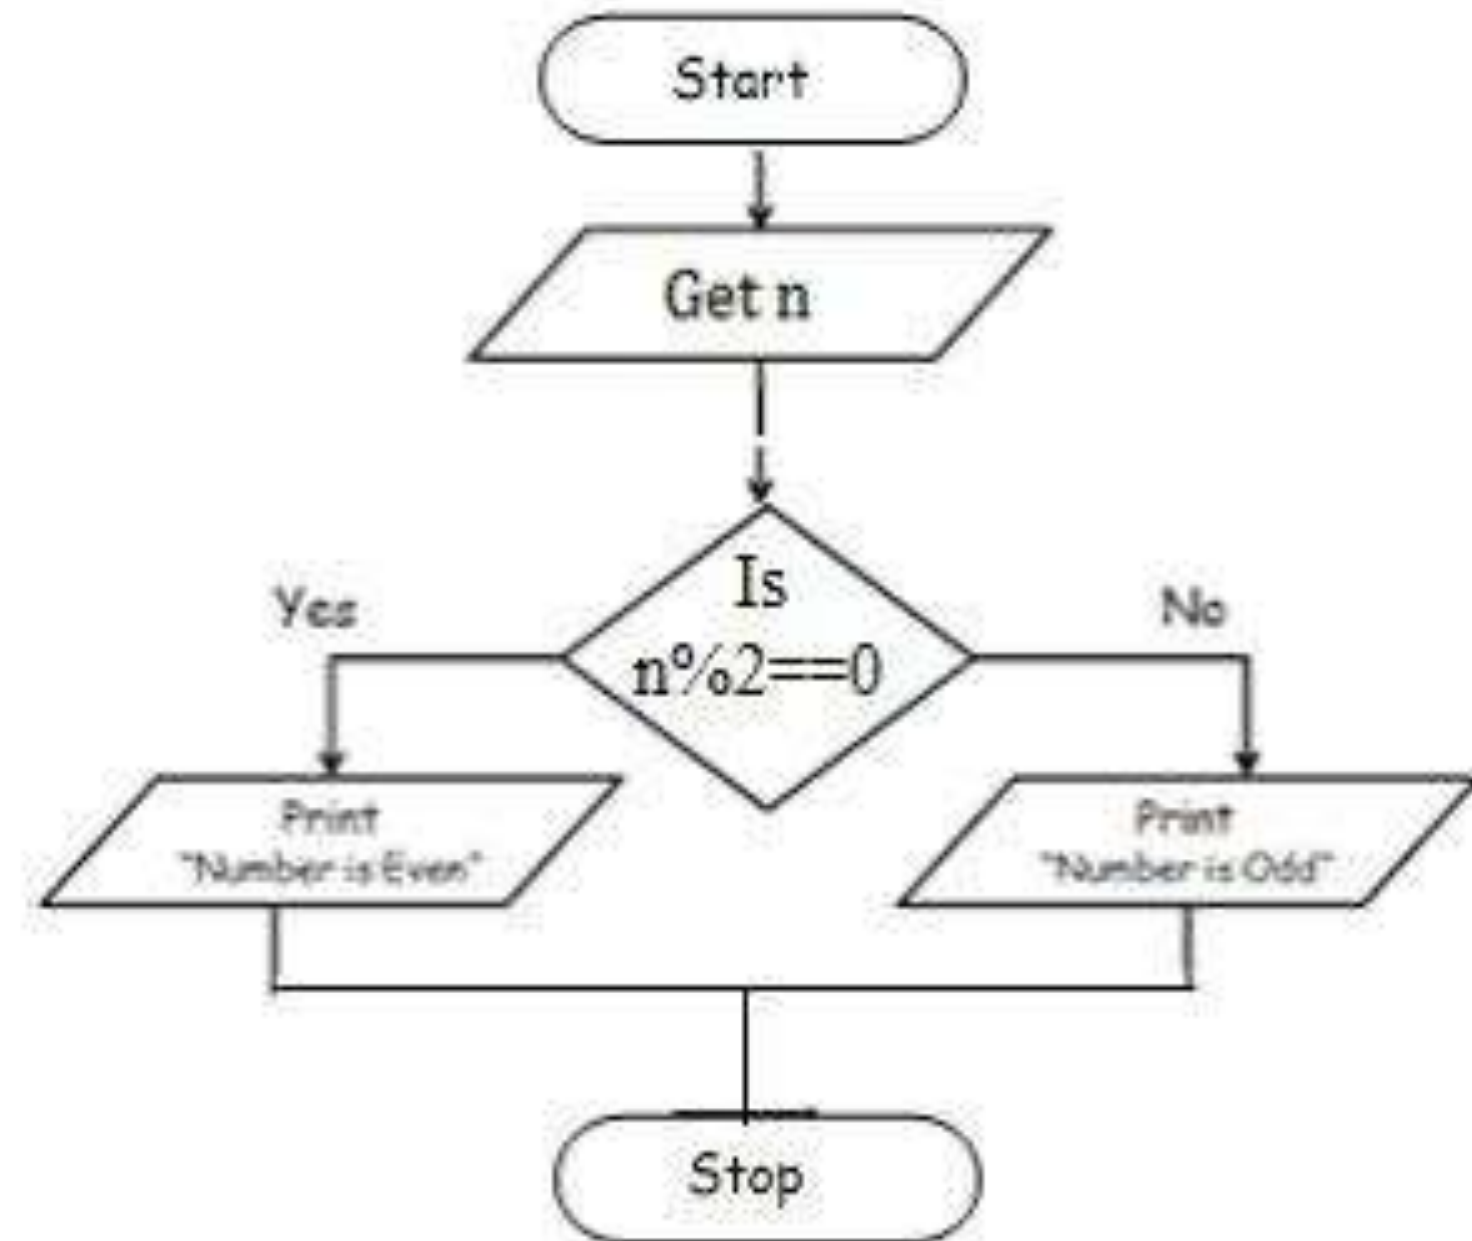 Start
Get n
Is
n%2==0
Yes
No
Print
"Number is Even"
Print
"Number is Odd"
Stop